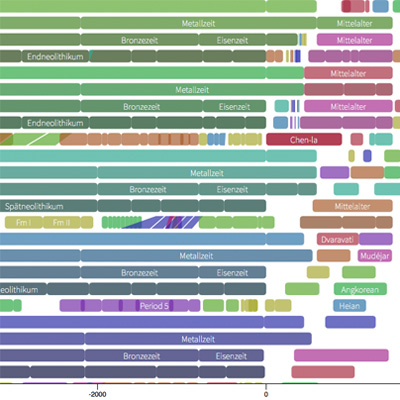 Metallzeit Mittelalter
Bronzezeit Eisenzeit Mittelalter
Endneolithikum
Mittelalter
Metallzeit
Bronzezeit Eisenzeit Mittelalter
Endneolithikum
Chen-la
Metallzeit
Bronzezeit Eisenzeit
Spätneolithikum Mittelalter
Fm I Fm II
Dvaravati
Metallzeit Mudéjar
Bronzezeit Eisenzeit
eolithikum Angkorean
Period 5 Heian
Metallzeit
Bronzezeit Eisenzeit
-2000 0